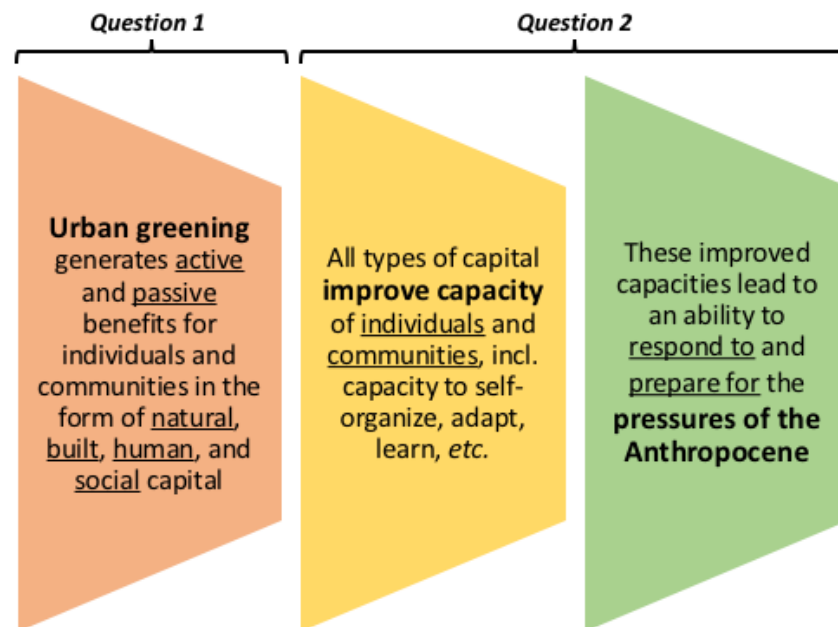 Question 1
Question 2
Urban greening
generates active
and passive
benefits for
individuals and
communities in the
form of natural,
built, human, and
social capital
All types of capital
improve capacity
of individuals and
communities, incl.
capacity to self-
organize, adapt,
learn, etc.
These improved
capacities lead to
an ability to
respond to and
prepare for the
pressures of the
Anthropocene